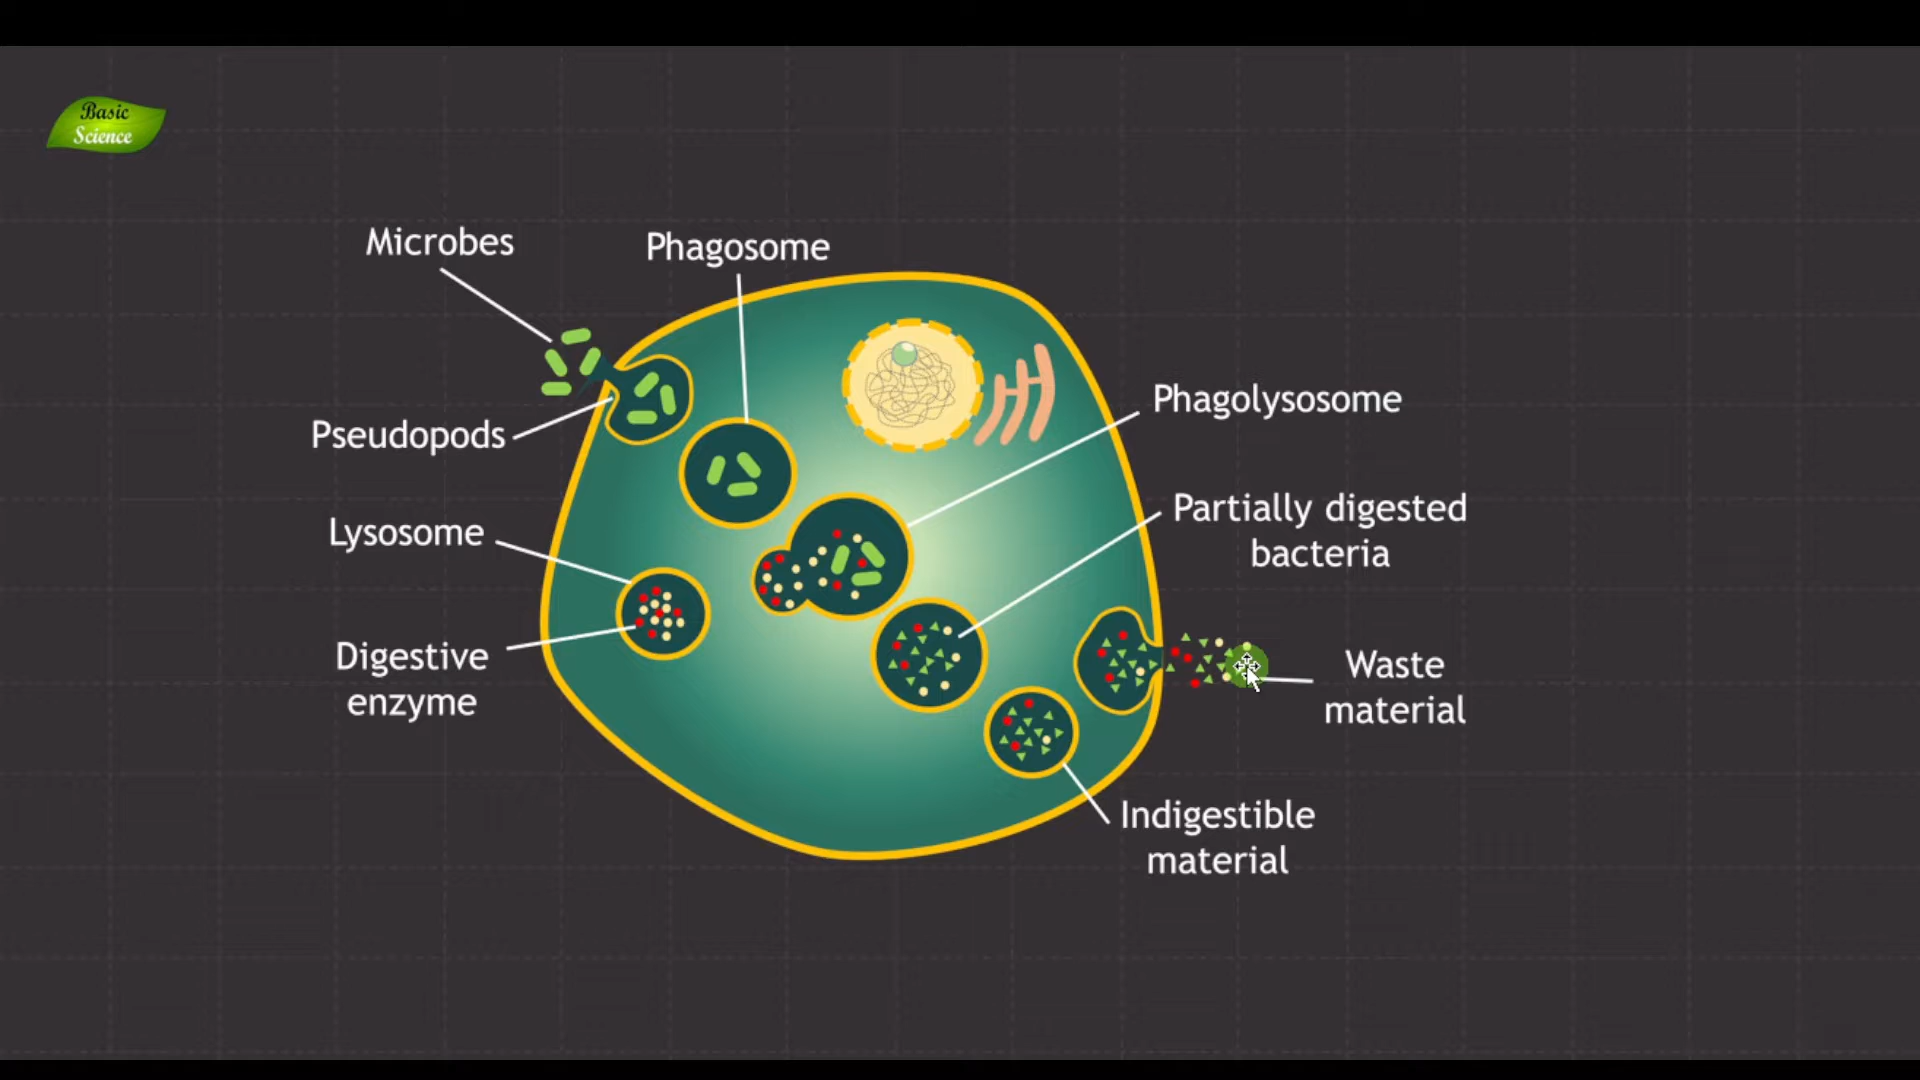 Basic
Science
Microbes
Phagosome
Phagolysosome
Pseudopods
Partially digested
bacteria
Lysosome
Digestive
enzyme
Waste
material
Indigestible
material